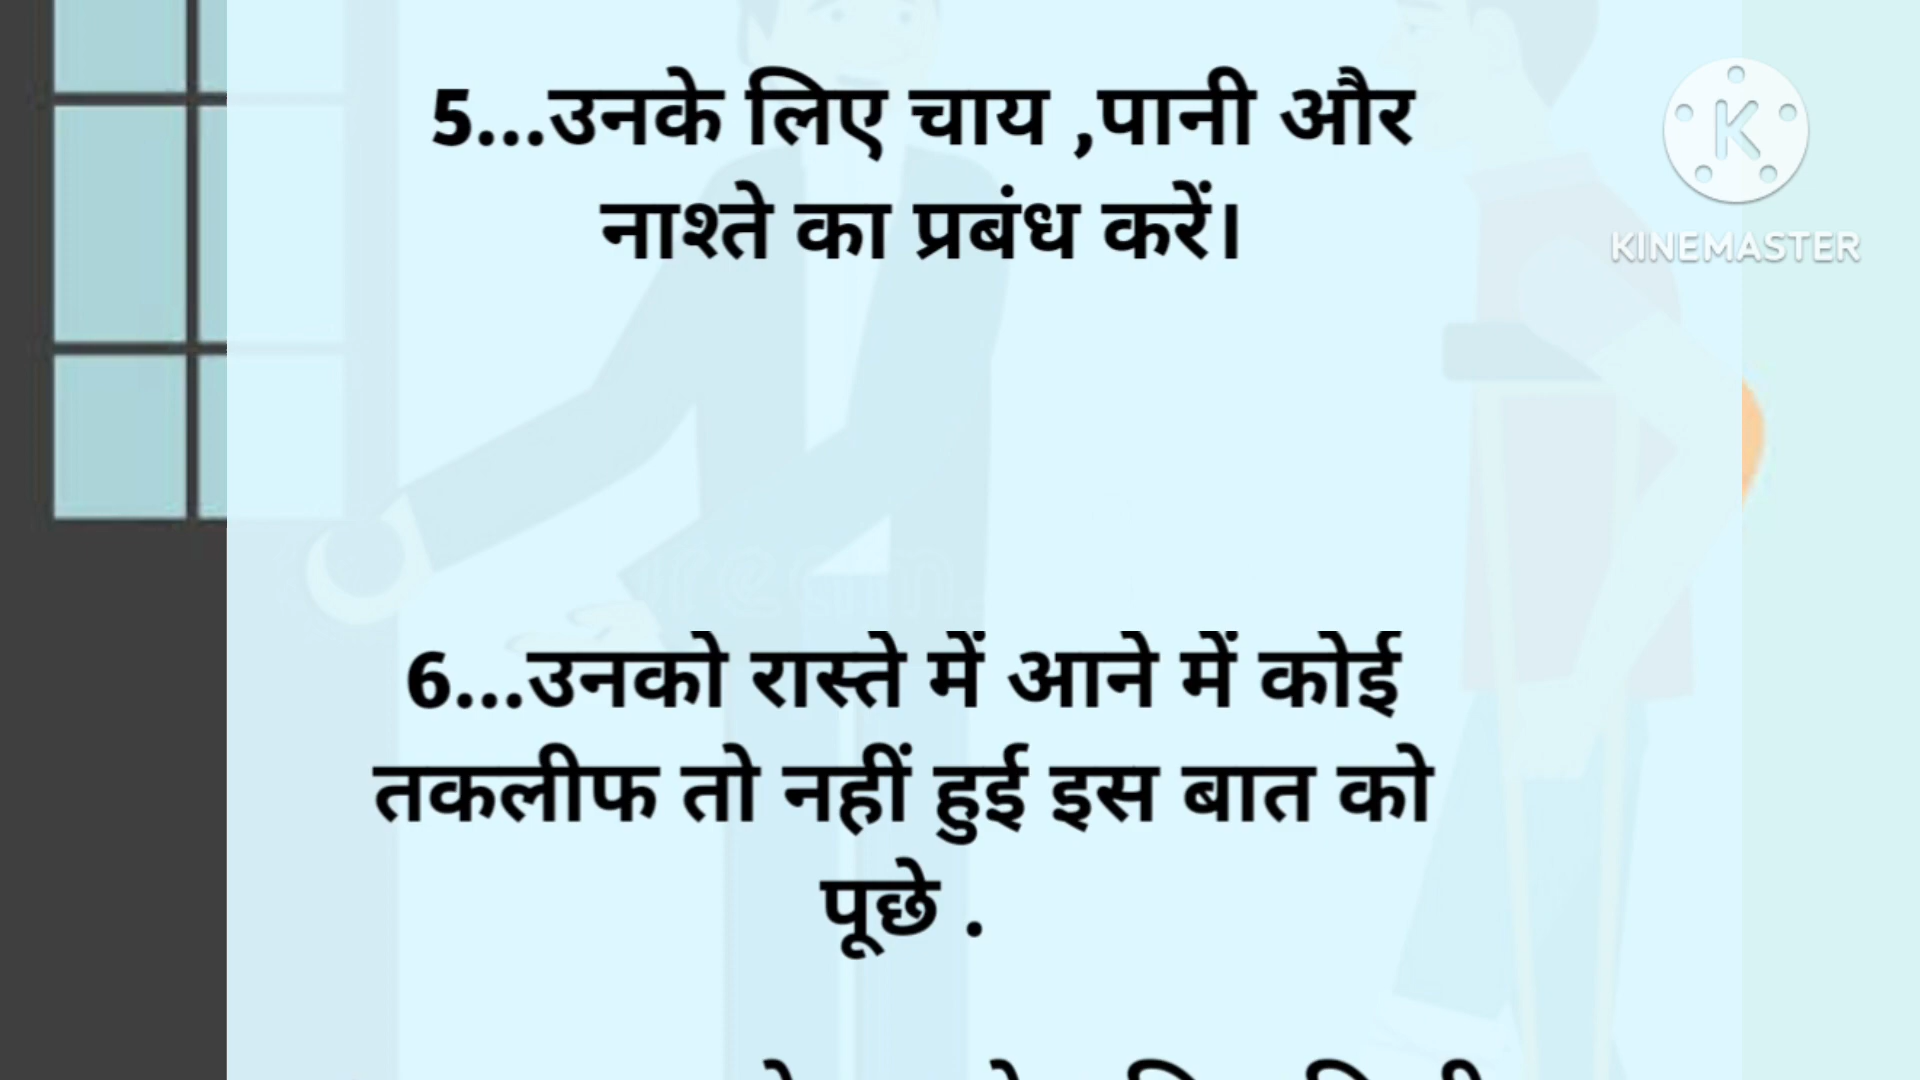 5...उनके लिए चाय ,पानी और
नाश्ते का प्रबंध करें।
KINEMASTER
6...उनको रास्ते में आने में कोई
तकलीफ तो नहीं हुई इस बात को
पूछे .